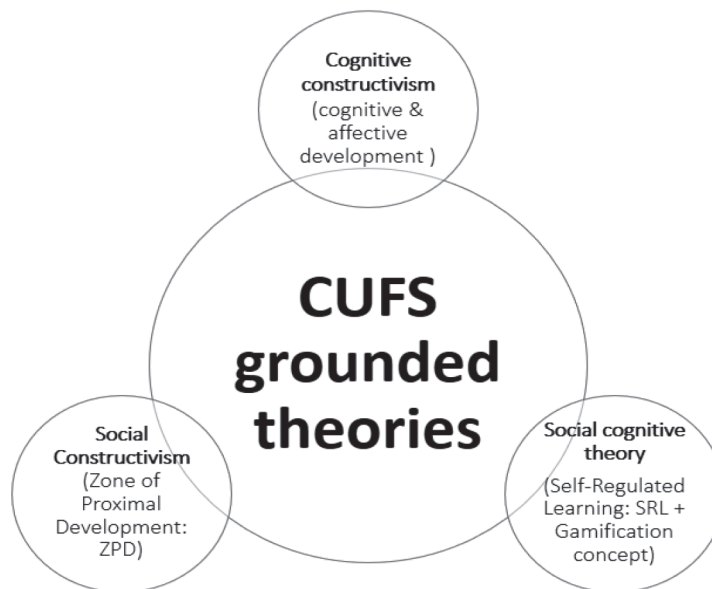 Cognitive
constructivism
(cognitive &
affective
development )
CUFS
grounded
theories
Social
Constructivism
(Zone of
Proximal
Development:
ZPD)
Social cognitive
theory
(Self-Regulated
Learning: SRL +
Gamification
concept)